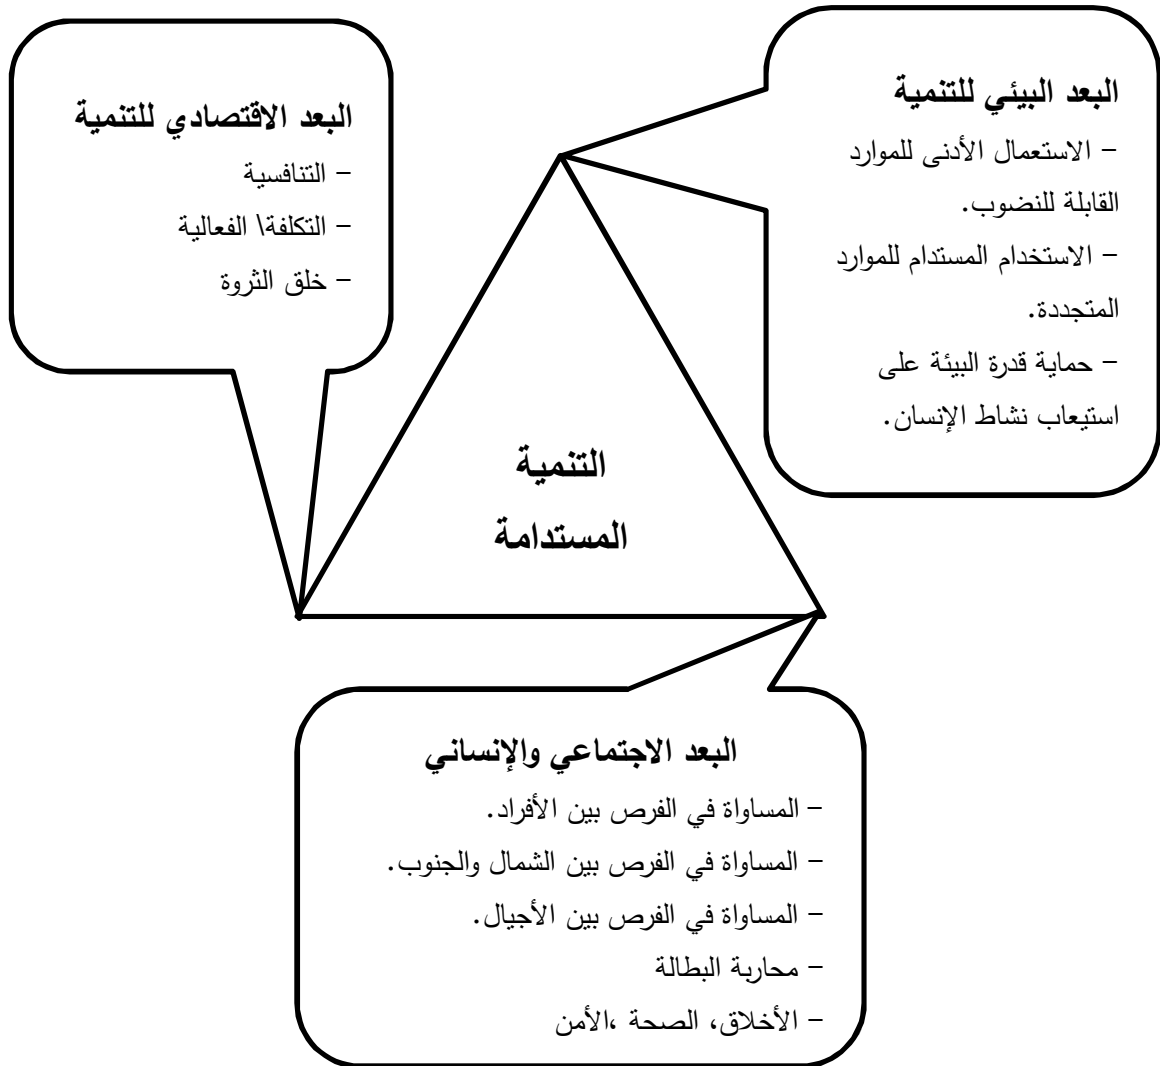 البعد البيئي للتنمية
– الاستعمال الأدنى للموارد
القابلة للنضوب.
– الاستخدام المستدام للموارد
المتجددة.
– حماية قدرة البيئة على
استيعاب نشاط الإنسان.
البعد الاقتصادي للتنمية
– التنافسية
– التكلفة\ الفعالية
– خلق الثروة
التنمية
المستدامة
البعد الاجتماعي والإنساني
– المساواة في الفرص بين الأفراد.
– المساواة في الفرص بين الشمال والجنوب.
– المساواة في الفرص بين الأجيال.
– محاربة البطالة
– الأخلاق، الصحة ،الأمن